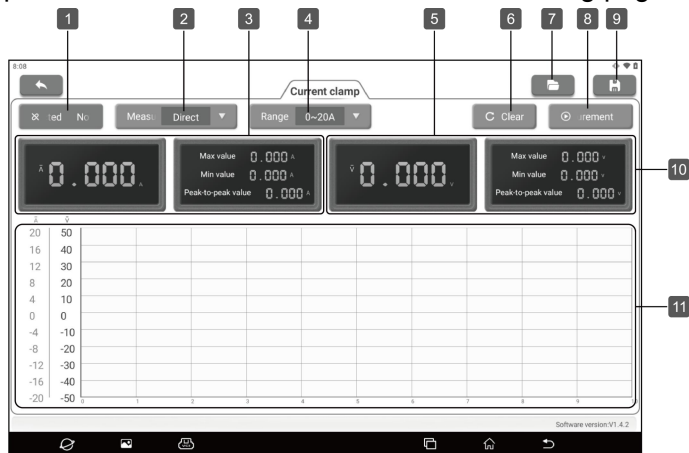 1 2 3 4 5 6 7 8 9
8:08
Current clamp
ted No Measu Direct Range 0~20A Clear urement
Ā 0.000 A Max value 0.000 A V̄ 0.000 V Max value 0.000 V
Min value 0.000 A Min value 0.000 V
Peak-to-peak value 0.000 A Peak-to-peak value 0.000 V
10
Ā V̄
20 50
16 40
12 30
8 20
4 10
11
0 0
-4 -10
-8 -20
-12 -30
-16 -40
-20 -50 0 1 2 3 4 5 6 7 8 9 10
Software version:V1.4.2